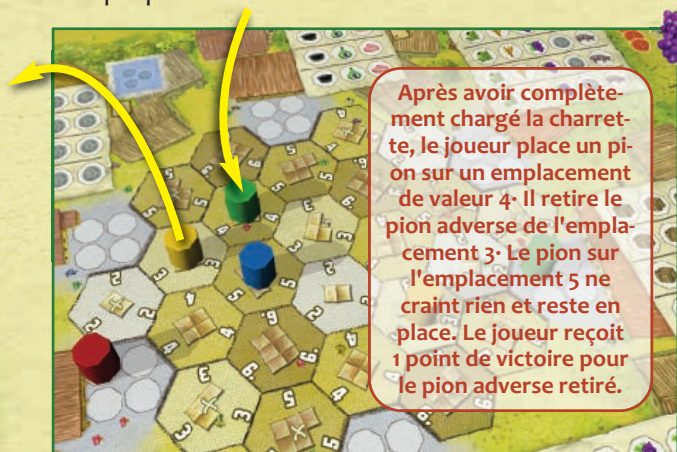 Après avoir complète-
ment chargé la charret-
te, le joueur place un pi-
on sur un emplacement
de valeur 4. Il retire le
pion adverse de l'empla-
cement 3. Le pion sur
l'emplacement 5 ne
craint rien et reste en
place. Le joueur reçoit
1 point de victoire pour
le pion adverse retiré.